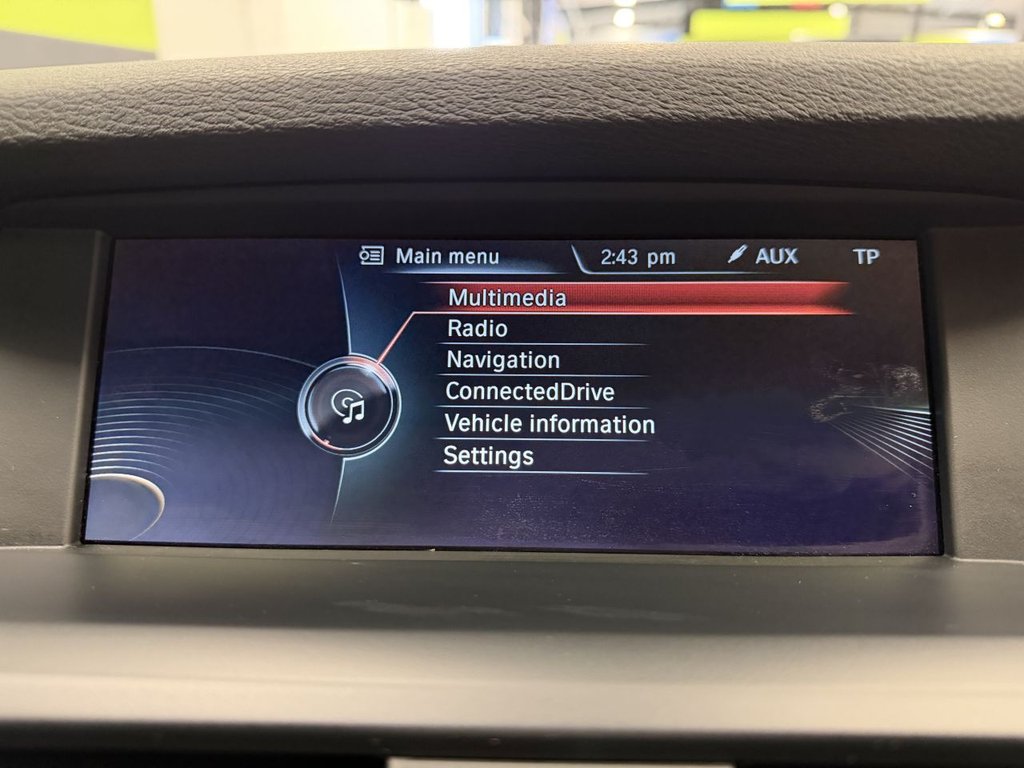 Main menu 2:43 pm AUX TP
Multimedia
Radio
Navigation
ConnectedDrive
Vehicle information
Settings